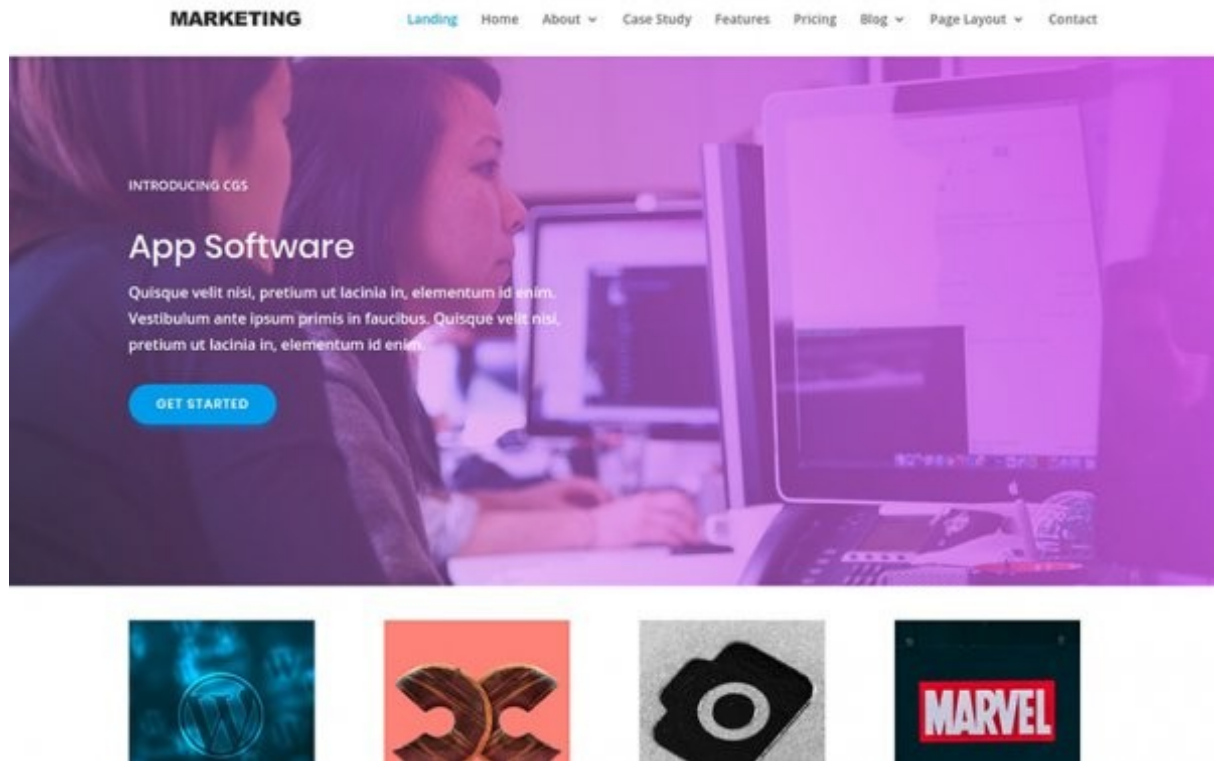 MARKETING
Landing Home About Case Study Features Pricing Blog Page Layout Contact
INTRODUCING CGS
App Software
Quisque velit nisi, pretium ut lacinia in, elementum id enim.
Vestibulum ante ipsum primis in faucibus. Quisque velit nisi,
pretium ut lacinia in, elementum id enim.
GET STARTED
W
MARVEL